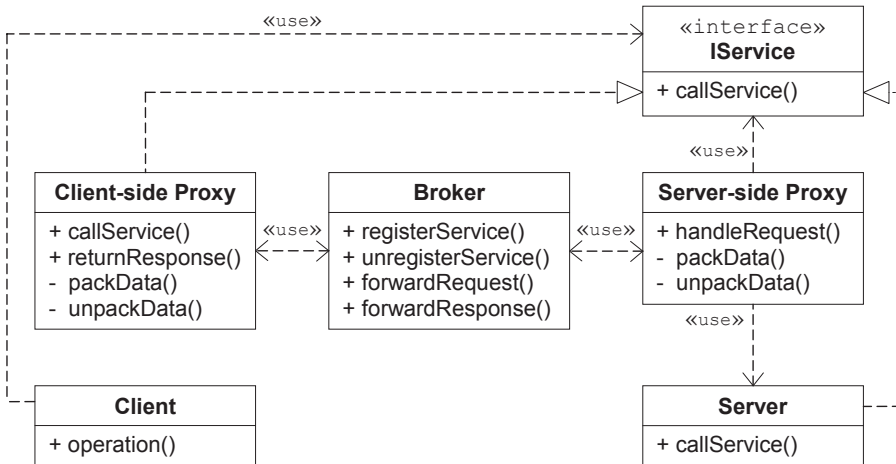 «use»
«interface»
IService
+ callService()
«use»
Client-side Proxy
+ callService()
+ returnResponse()
- packData()
- unpackData()
«use»
Broker
+ registerService()
+ unregisterService()
+ forwardRequest()
+ forwardResponse()
«use»
Server-side Proxy
+ handleRequest()
- packData()
- unpackData()
«use»
Client
+ operation()
Server
+ callService()